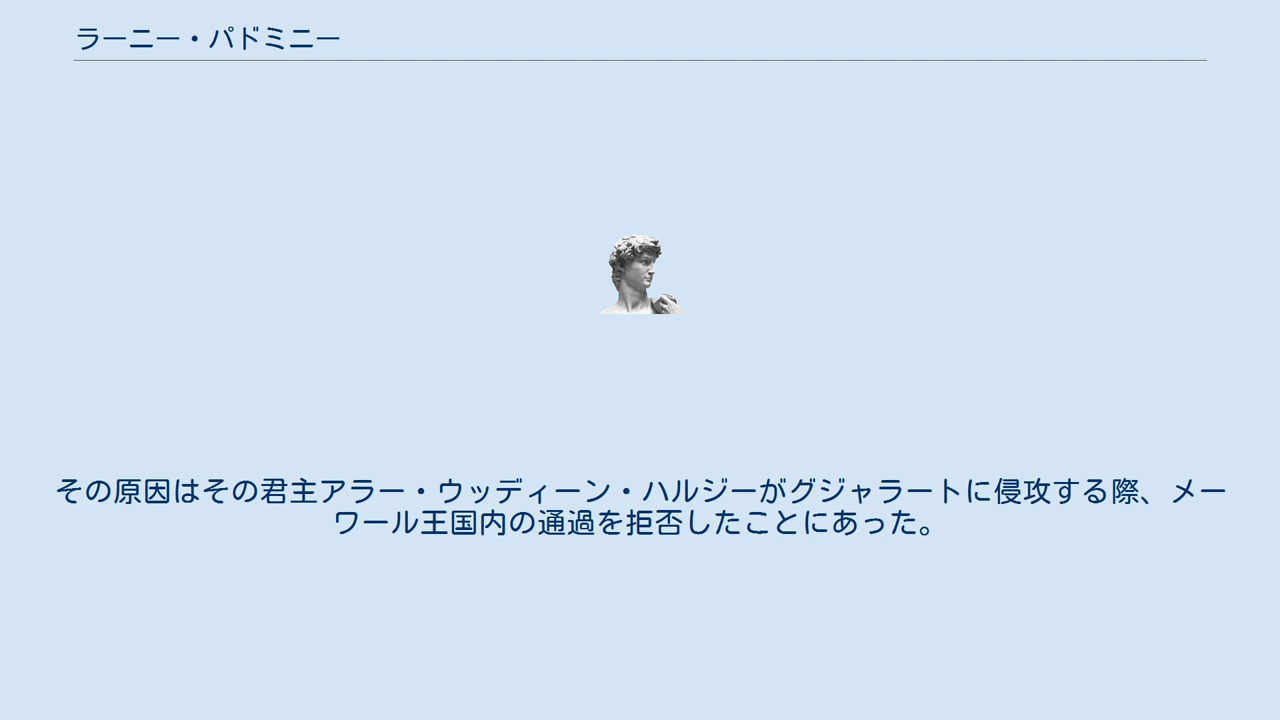 ラーニー・パドミニー
その原因はその君主アラー・ウッディーン・ハルジーがグジャラートに侵攻する際、メー
ワール王国内の通過を拒否したことにあった。